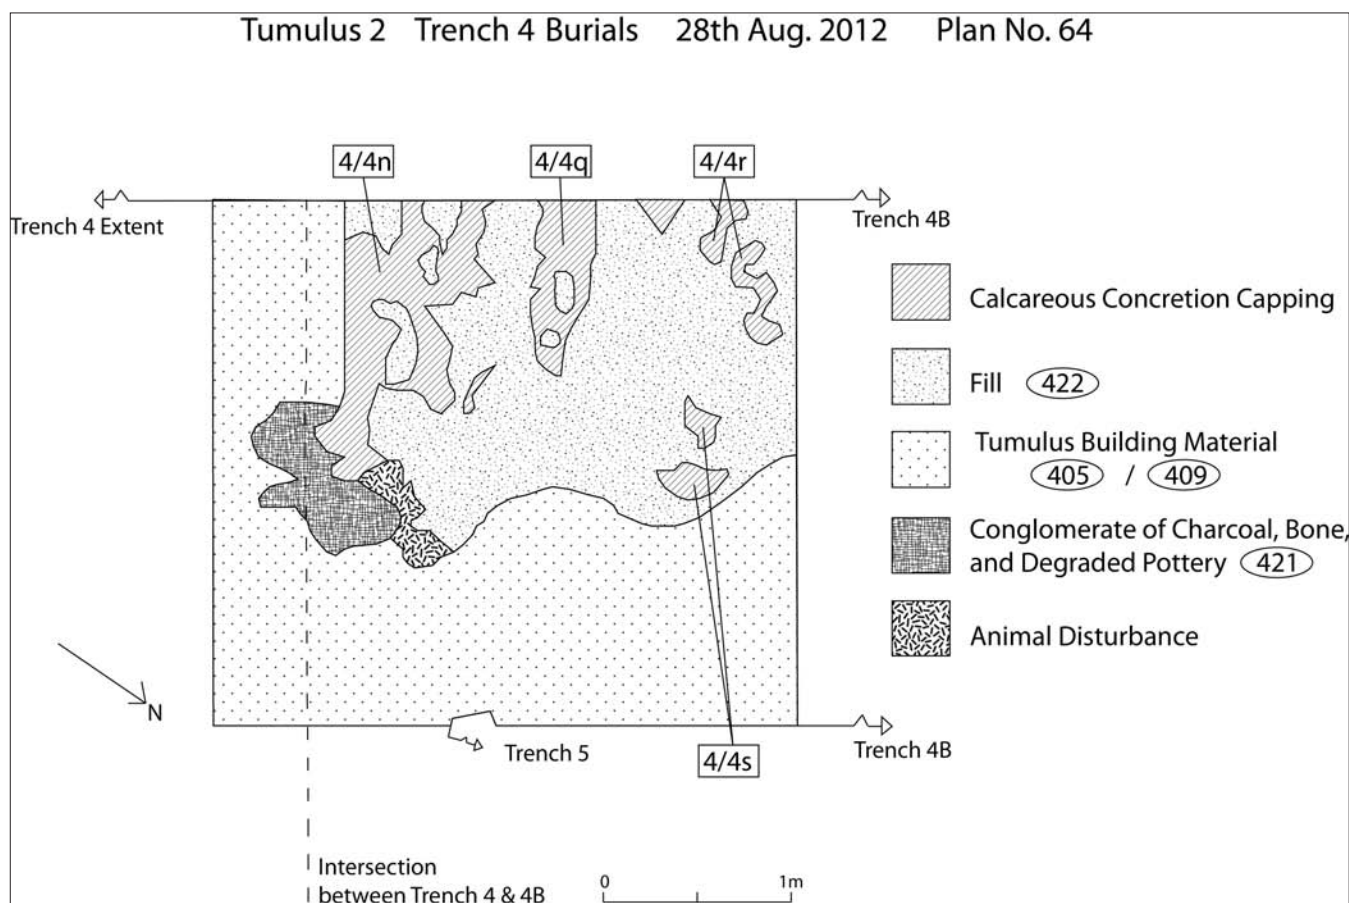 Tumulus 2 Trench 4 Burials 28th Aug. 2012 Plan No. 64
4/4n
4/4q
4/4r
Trench 4 Extent
Trench 4B
Calcareous Concretion Capping
Fill 422
Tumulus Building Material
405 / 409
Conglomerate of Charcoal, Bone,
and Degraded Pottery 421
Animal Disturbance
N
Trench 5
4/4s
Trench 4B
Intersection
between Trench 4 & 4B
0 1m